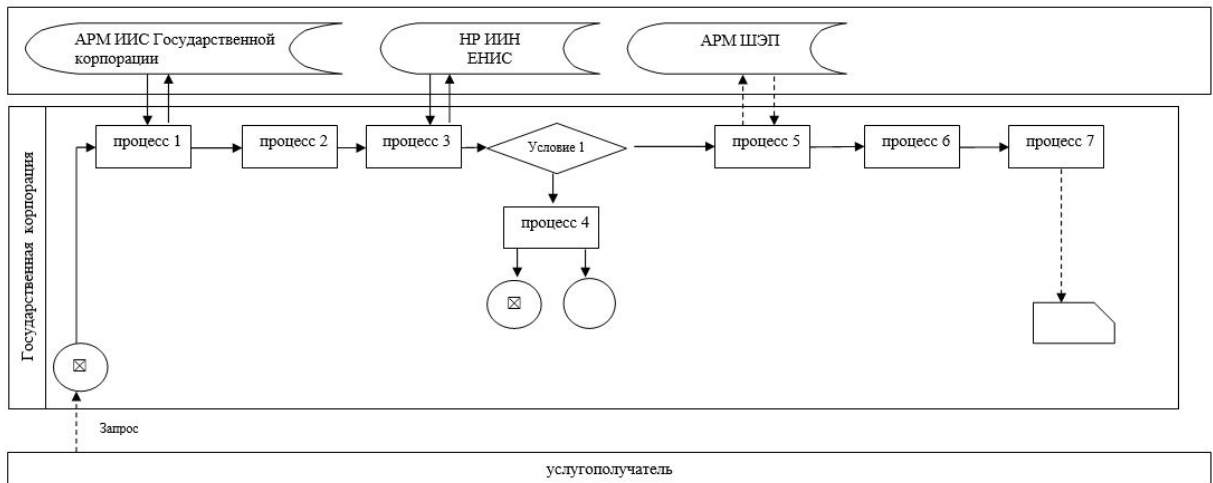 АРМ ИИС Государственной
корпорации
НР ИИН
ЕНИС
АРМ ШЭП
Государственная корпорация
процесс 1
процесс 2
процесс 3
Условие 1
процесс 5
процесс 6
процесс 7
процесс 4
Запрос
услугополучатель